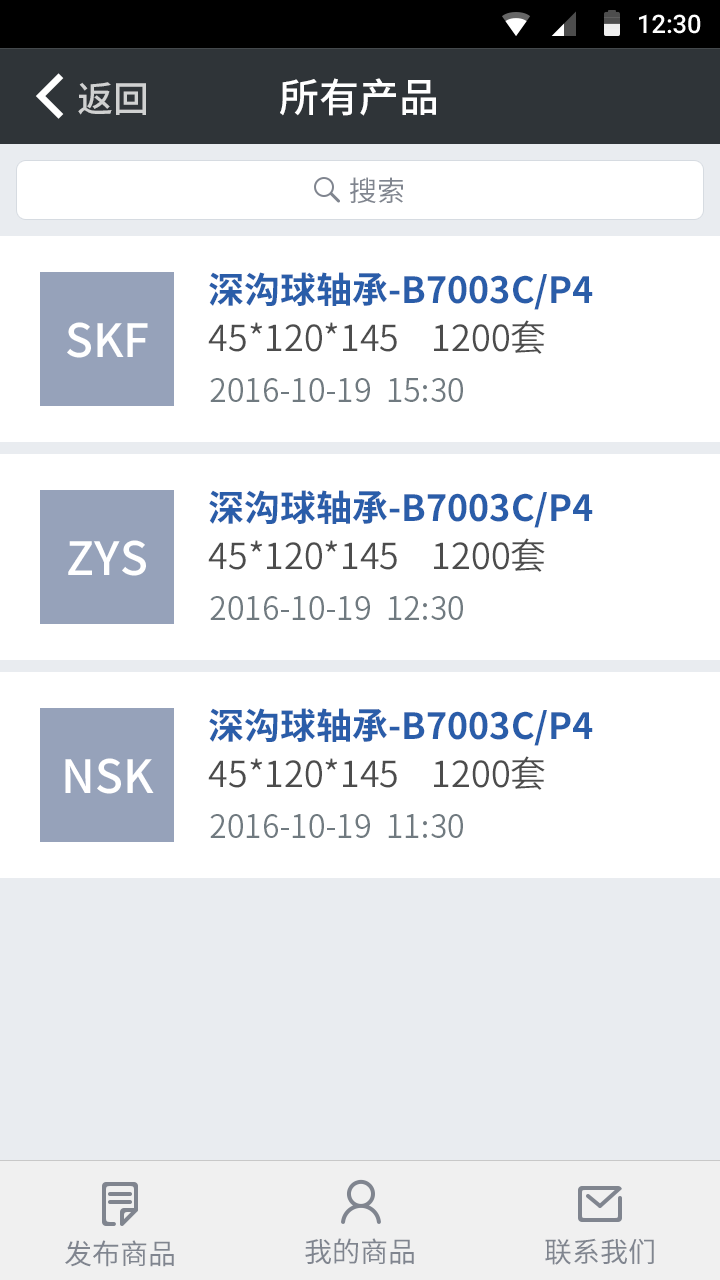 12:30
返回 所有产品
搜索
SKF
深沟球轴承-B7003C/P4
45*120*145 1200套
2016-10-19 15:30
ZYS
深沟球轴承-B7003C/P4
45*120*145 1200套
2016-10-19 12:30
NSK
深沟球轴承-B7003C/P4
45*120*145 1200套
2016-10-19 11:30
发布商品 我的商品 联系我们